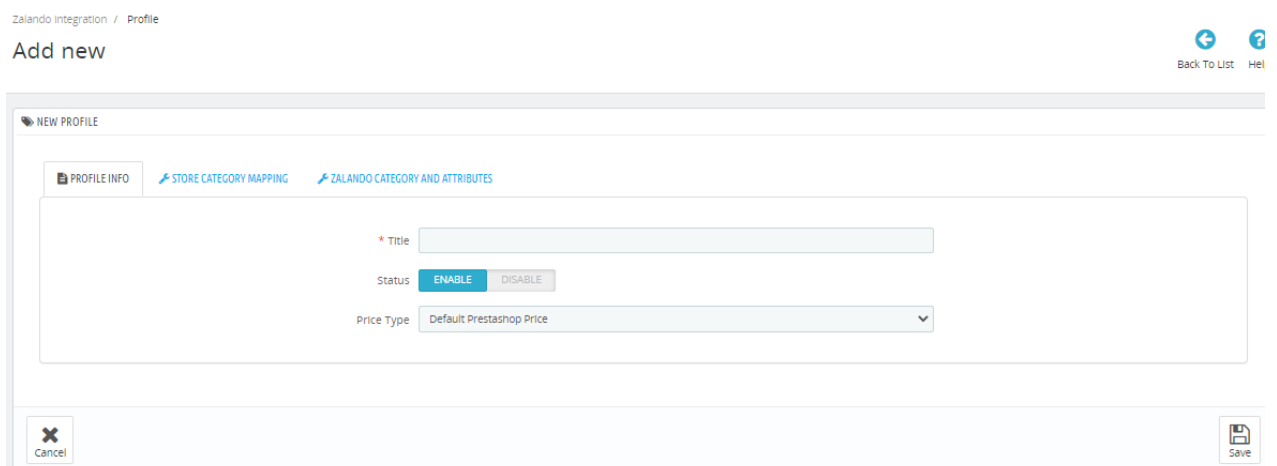 Zalando Integration / Profile
Add new
Back To List Hel
NEW PROFILE
PROFILE INFO STORE CATEGORY MAPPING ZALANDO CATEGORY AND ATTRIBUTES
* Title
Status ENABLE DISABLE
Price Type Default Prestashop Price
Cancel Save